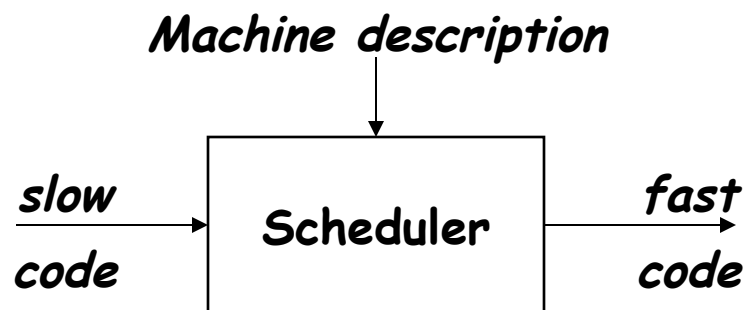 Machine description
slow
code
Scheduler
fast
code